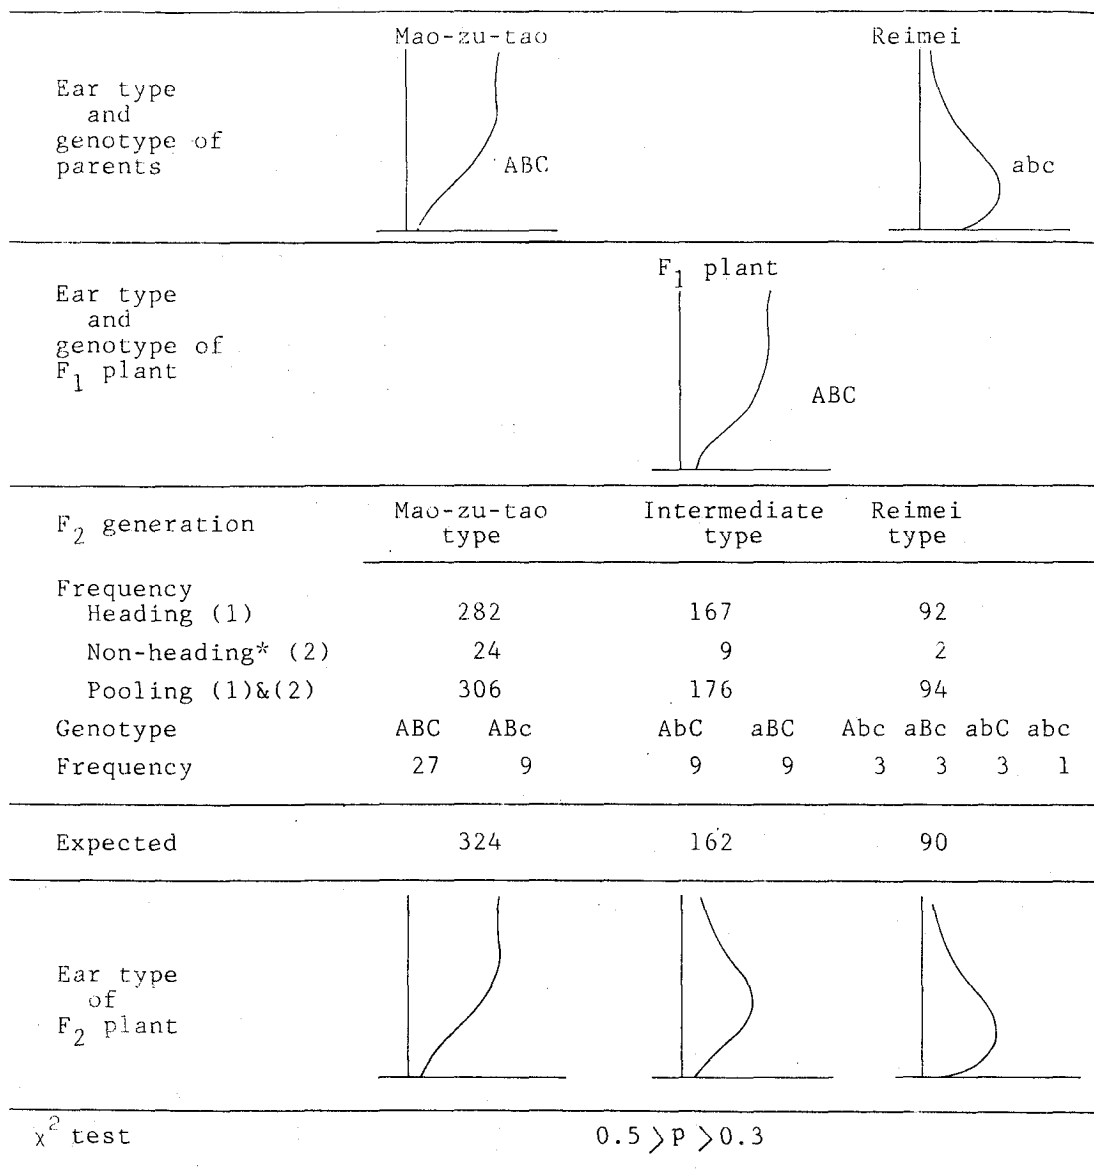 Mao-zu-tao Reimei
Ear type
and
genotype of
parents
ABC abc
F1 plant
Ear type
and
genotype of
F1 plant
ABC
F2 generation Mao-zu-tao type Intermediate type Reimei type
Frequency
Heading (1) 282 167 92
Non-heading* (2) 24 9 2
Pooling (1)&(2) 306 176 94
Genotype ABC ABc AbC aBC Abc aBc abC abc
Frequency 27 9 9 9 3 3 3 1
Expected 324 162 90
Ear type
of
F2 plant
χ2 test 0.5 > P > 0.3